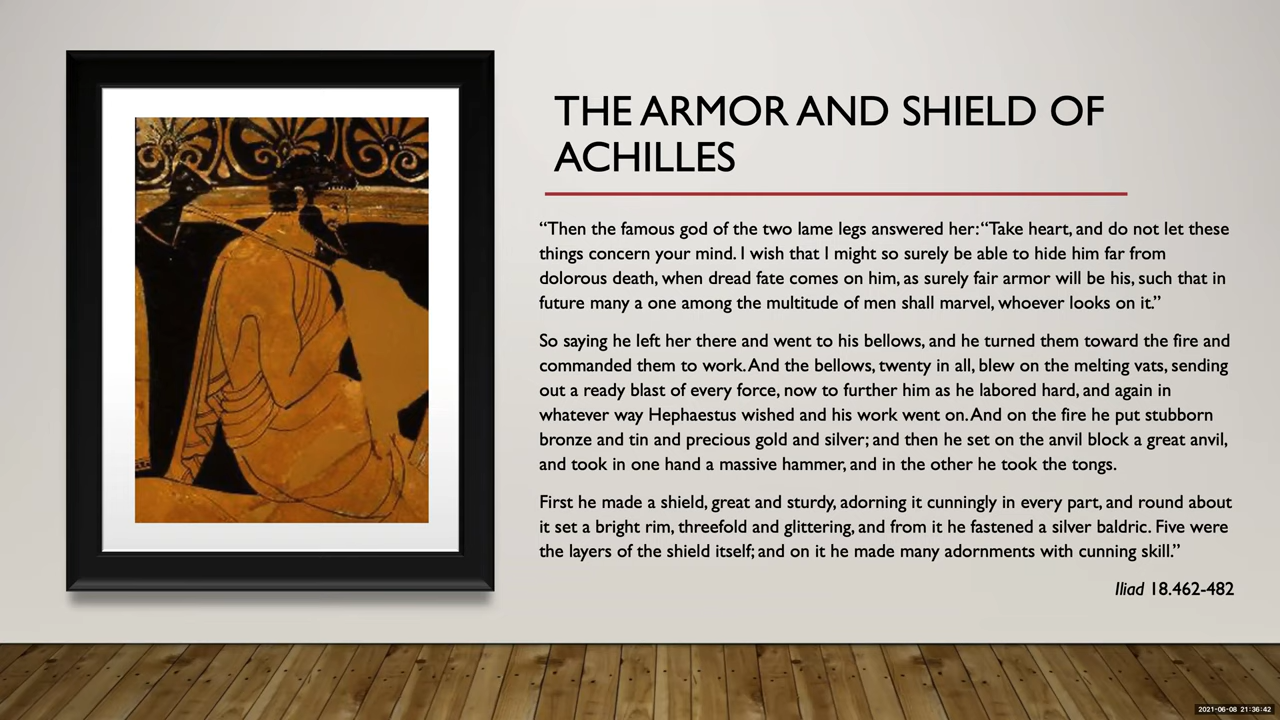 THE ARMOR AND SHIELD OF
ACHILLES
“Then the famous god of the two lame legs answered her: “Take heart, and do not let these
things concern your mind. I wish that I might so surely be able to hide him far from
dolorous death, when dread fate comes on him, as surely fair armor will be his, such that in
future many a one among the multitude of men shall marvel, whoever looks on it.”
So saying he left her there and went to his bellows, and he turned them toward the fire and
commanded them to work. And the bellows, twenty in all, blew on the melting vats, sending
out a ready blast of every force, now to further him as he labored hard, and again in
whatever way Hephaestus wished and his work went on. And on the fire he put stubborn
bronze and tin and precious gold and silver; and then he set on the anvil block a great anvil,
and took in one hand a massive hammer, and in the other he took the tongs.
First he made a shield, great and sturdy, adorning it cunningly in every part, and round about
it set a bright rim, threefold and glittering, and from it he fastened a silver baldric. Five were
the layers of the shield itself; and on it he made many adornments with cunning skill.”
Iliad 18.462-482
2021-06-08 21:36:42